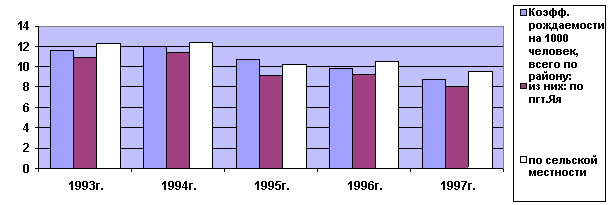 14
12
10
8
6
4
2
0
1993г. 1994г. 1995г. 1996г. 1997г.
Коэфф.
рождаемости
на 1000
человек,
всего по
району:
из них: по
пгт.Яя
по сельской
местности